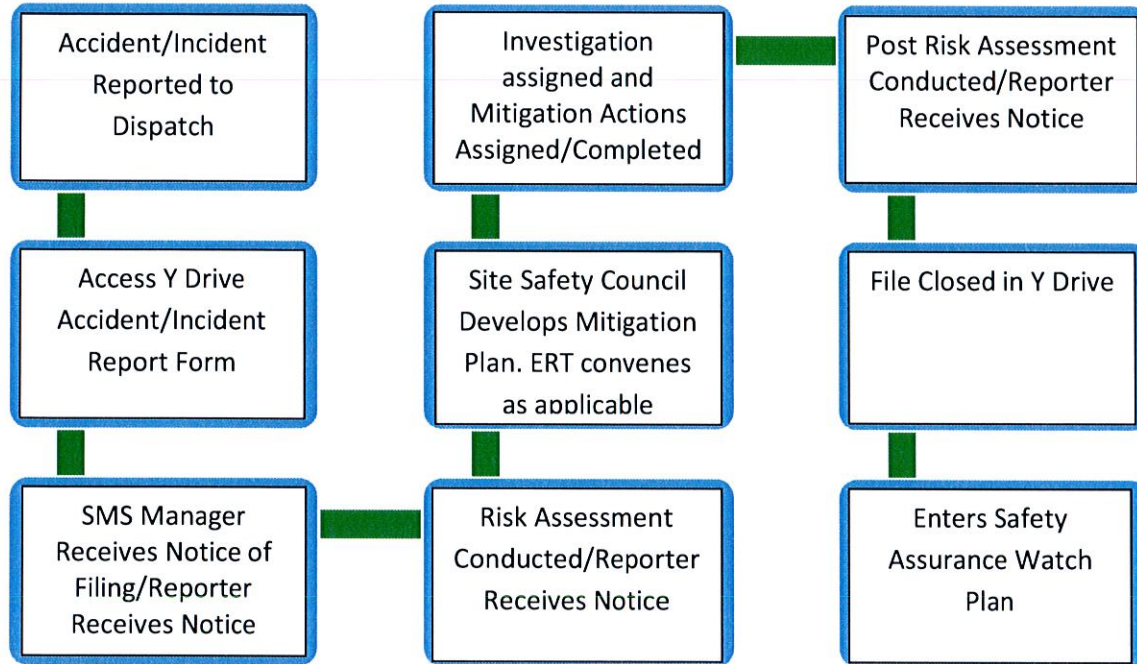 Accident/Incident
Reported to
Dispatch
Access Y Drive
Accident/Incident
Report Form
SMS Manager
Receives Notice of
Filing/Reporter
Receives Notice
Risk Assessment
Conducted/Reporter
Receives Notice
Site Safety Council
Develops Mitigation
Plan. ERT convenes
as applicable
Investigation
assigned and
Mitigation Actions
Assigned/Completed
Post Risk Assessment
Conducted/Reporter
Receives Notice
File Closed in Y Drive
Enters Safety
Assurance Watch
Plan